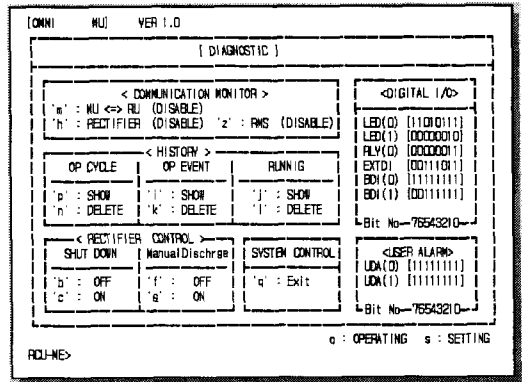 [OMNI MU] VER 1.0
[ DIAGNOSTIC ]
< COMMUNICATION MONITOR >
'm' : MU <=> RU (DISABLE)
'h' : RECTIFIER (DISABLE) 'z' : RMS (DISABLE)
<DIGITAL I/O>
LED(0) [11010111]
LED(1) [00000010]
RLY(0) [00000011]
EXTDI [00111011]
BDI(0) [11111111]
BDI(1) [00111111]
Bit No—76543210
< HISTORY >
OP CYCLE OP EVENT RUNNIG
'p' : SHOW 'i' : SHOW 'j' : SHOW
'n' : DELETE 'k' : DELETE 'l' : DELETE
< RECTIFIER CONTROL >
SHUT DOWN ManualDischrge SYSTEM CONTROL
'b' : OFF 'f' : OFF 'q' : Exit
'c' : ON 'g' : ON
<USER ALARM>
UDA(0) [11111111]
UDA(1) [11111111]
Bit No—76543210
o : OPERATING s : SETTING
RCU-ME>